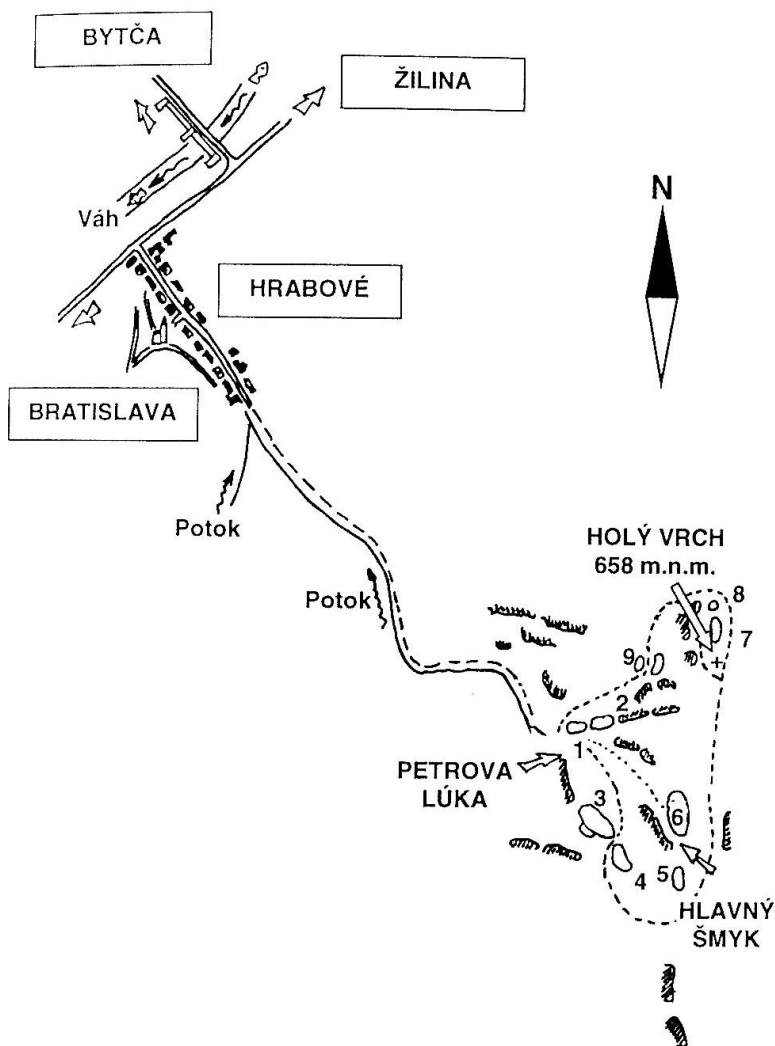 BYTČA
ŽILINA
Váh
N
HRABOVÉ
BRATISLAVA
Potok
HOLÝ VRCH
658 m.n.m.
Potok
8
7
9
2
1
PETROVA
LÚKA
3
6
4
5
HLAVNÝ
ŠMYK